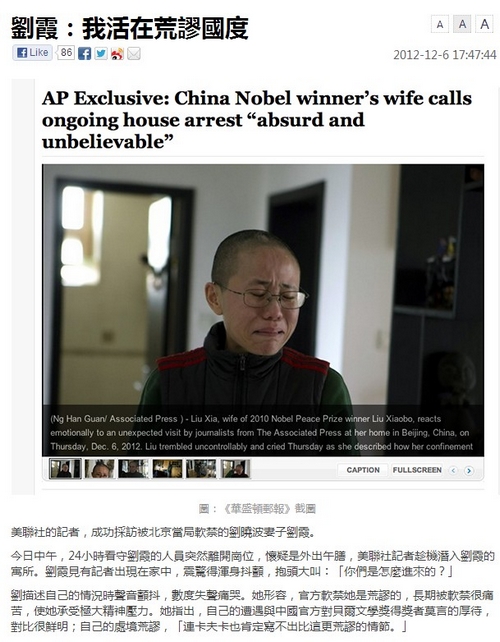 劉霞：我活在荒謬國度
A A A
Like 86
2012-12-6 17:47:44
AP Exclusive: China Nobel winner’s wife calls
ongoing house arrest “absurd and
unbelievable”
(Ng Han Guan/ Associated Press ) - Liu Xia, wife of 2010 Nobel Peace Prize winner Liu Xiaobo, reacts
emotionally to an unexpected visit by journalists from The Associated Press at her home in Beijing, China, on
Thursday, Dec. 6, 2012. Liu trembled uncontrollably and cried Thursday as she described how her confinement
CAPTION FULLSCREEN
圖：《華盛頓郵報》截圖
美聯社的記者，成功採訪被北京當局軟禁的劉曉波妻子劉霞。
今日中午，24小時看守劉霞的人員突然離開崗位，懷疑是外出午膳，美聯社記者趁機潛入劉霞的
寓所。劉霞見有記者出現在家中，震驚得渾身抖顫，抱頭大叫：「你們是怎麼進來的？」
劉描述自己的情況時聲音顫抖，數度失聲痛哭。她形容，官方軟禁她是荒謬的，長期被軟禁很痛
苦，使她承受極大精神壓力。她指出，自己的遭遇與中國官方對貝爾文學獎得獎者莫言的厚待，
對比很鮮明；自己的處境荒謬，「連卡夫卡也肯定寫不出比這更荒謬的情節。」